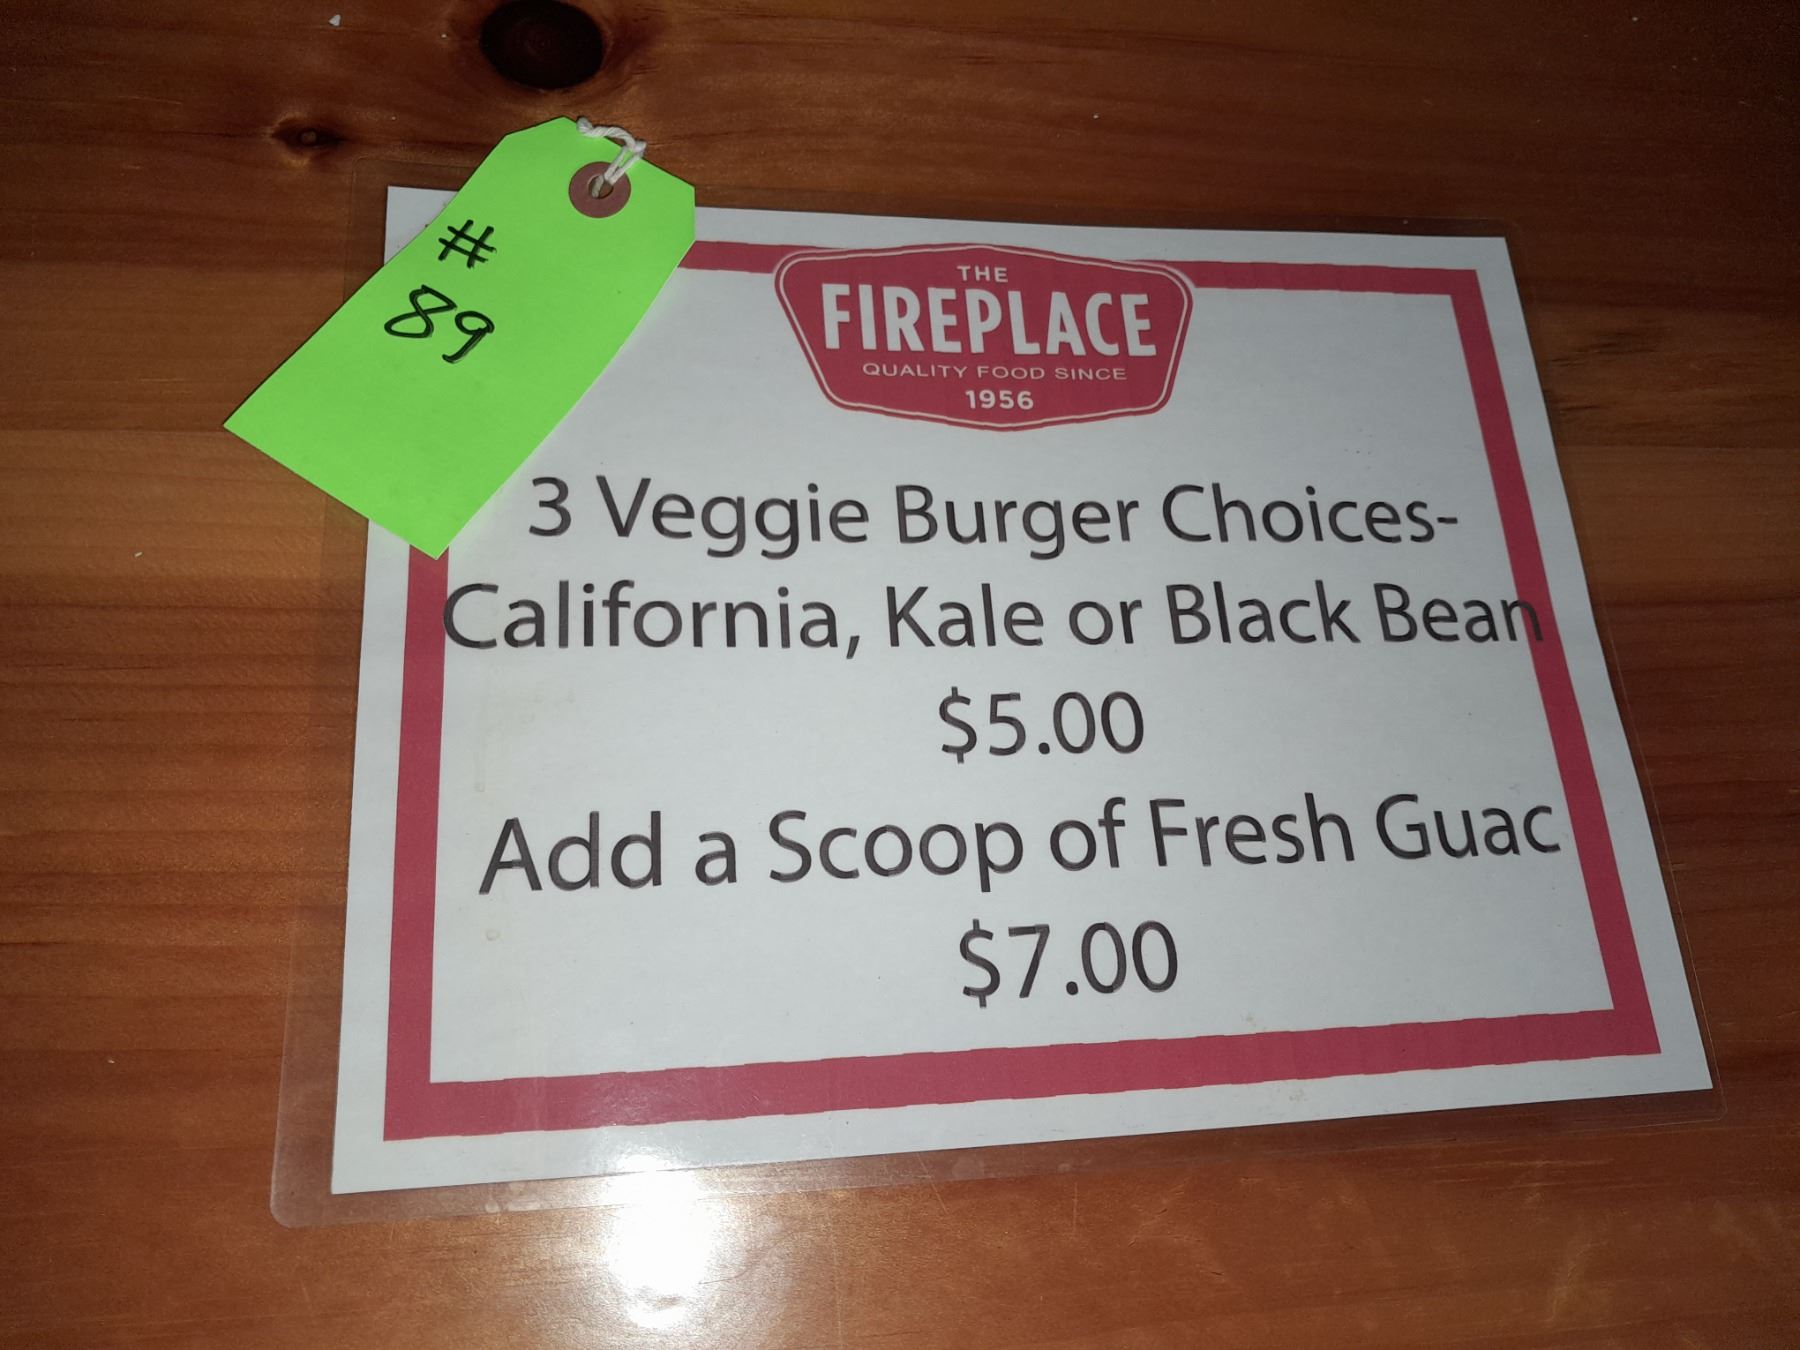 #
89
THE
FIREPLACE
QUALITY FOOD SINCE
1956
3 Veggie Burger Choices-
California, Kale or Black Bean
$5.00
Add a Scoop of Fresh Guac
$7.00